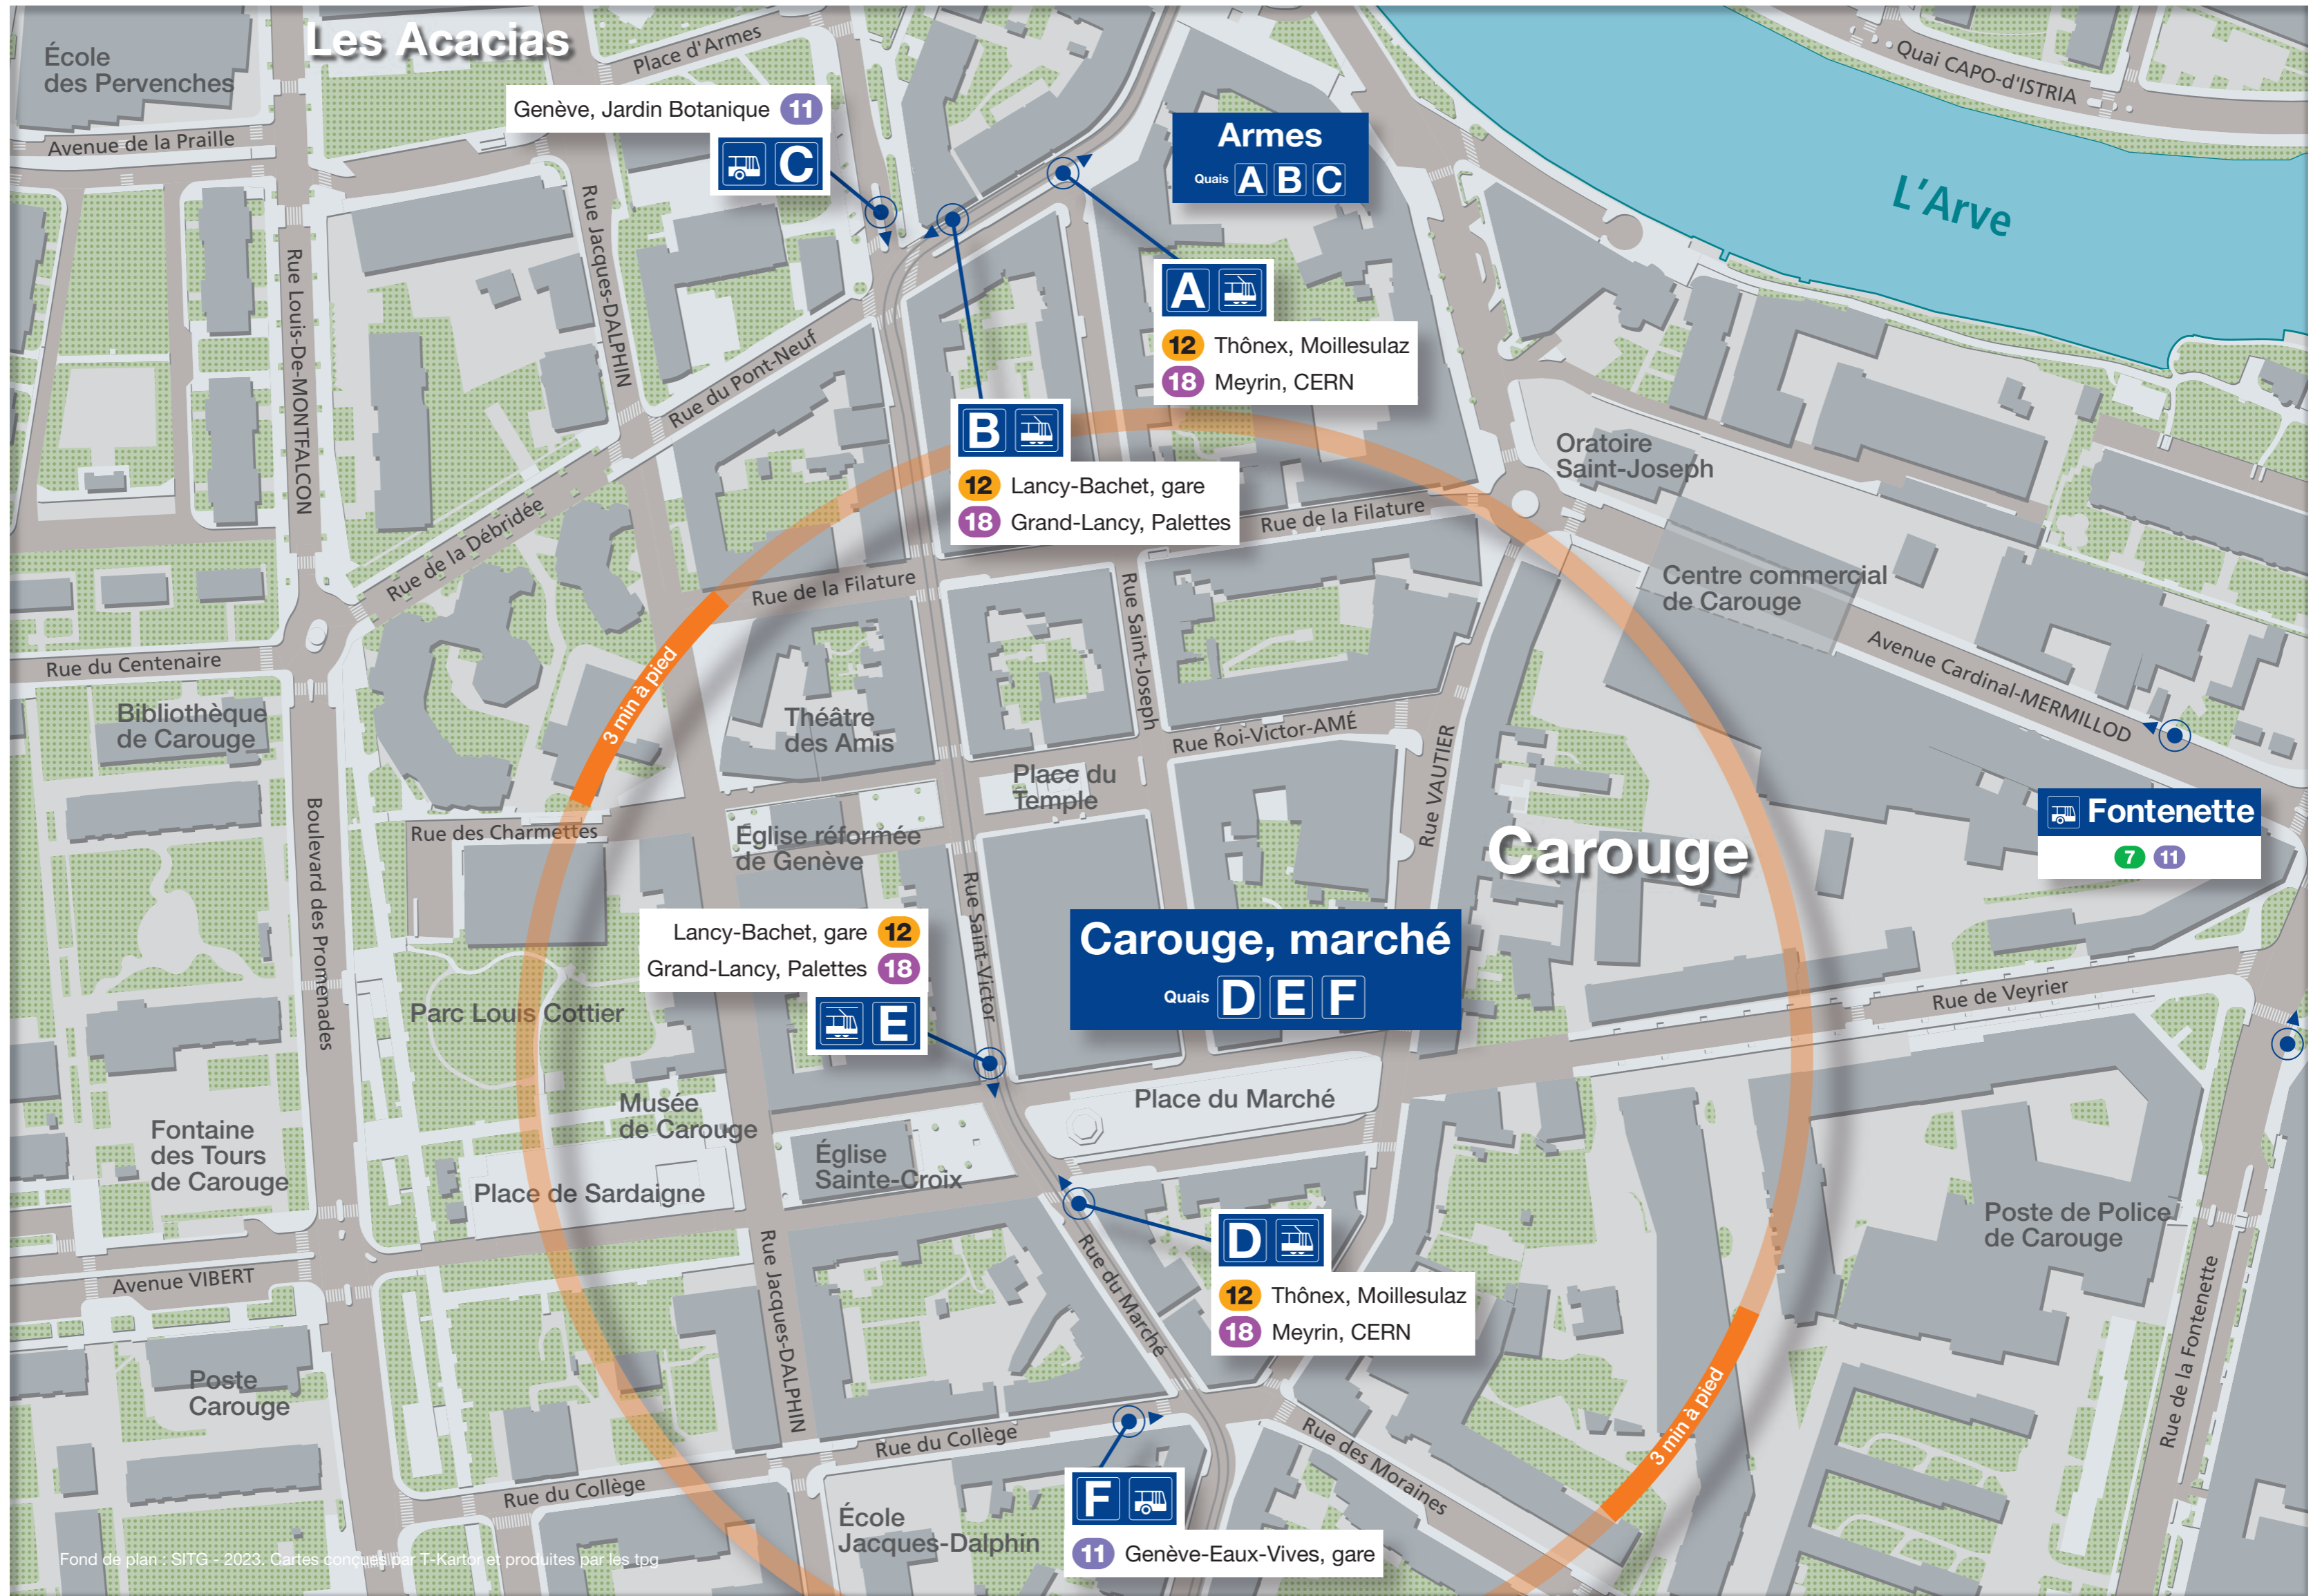 Les Acacias
École
des Pervenches
Place d'Armes
Quai CAPO-d'ISTRIA
Avenue de la Praille
Genève, Jardin Botanique 11
C
Armes
Quais A B C
L'Arve
Rue Jacques-DALPHIN
Rue Louis-De-MONTFALCON
A
12 Thônex, Moillesulaz
18 Meyrin, CERN
Rue du Pont-Neuf
B
12 Lancy-Bachet, gare
18 Grand-Lancy, Palettes
Oratoire
Saint-Joseph
Rue de la Filature
Rue de la Débridée
Rue de la Filature
Centre commercial
de Carouge
Rue Saint-Joseph
Rue du Centenaire
3 min à pied
Avenue Cardinal-MERMILLOD
Bibliothèque
de Carouge
Théâtre
des Amis
Rue Roi-Victor-AMÉ
Rue VAUTIER
Place du
Temple
Fontenette
7 11
Rue des Charmettes
Église réformée
de Genève
Carouge
Boulevard des Promenades
Rue Saint-Victor
Lancy-Bachet, gare 12
Grand-Lancy, Palettes 18
E
Carouge, marché
Quais D E F
Rue de Veyrier
Parc Louis Cottier
Place du Marché
Musée
de Carouge
Fontaine
des Tours
de Carouge
Église
Sainte-Croix
Place de Sardaigne
D
12 Thônex, Moillesulaz
18 Meyrin, CERN
Poste de Police
de Carouge
Avenue VIBERT
Rue Jacques-DALPHIN
Rue du Marché
Rue de la Fontenette
Poste
Carouge
3 min à pied
Rue du Collège
Rue des Moraines
Rue du Collège
F
11 Genève-Eaux-Vives, gare
École
Jacques-Dalphin
Fond de plan : SITG - 2023. Cartes conçues par T-Kartor et produites par les tpg